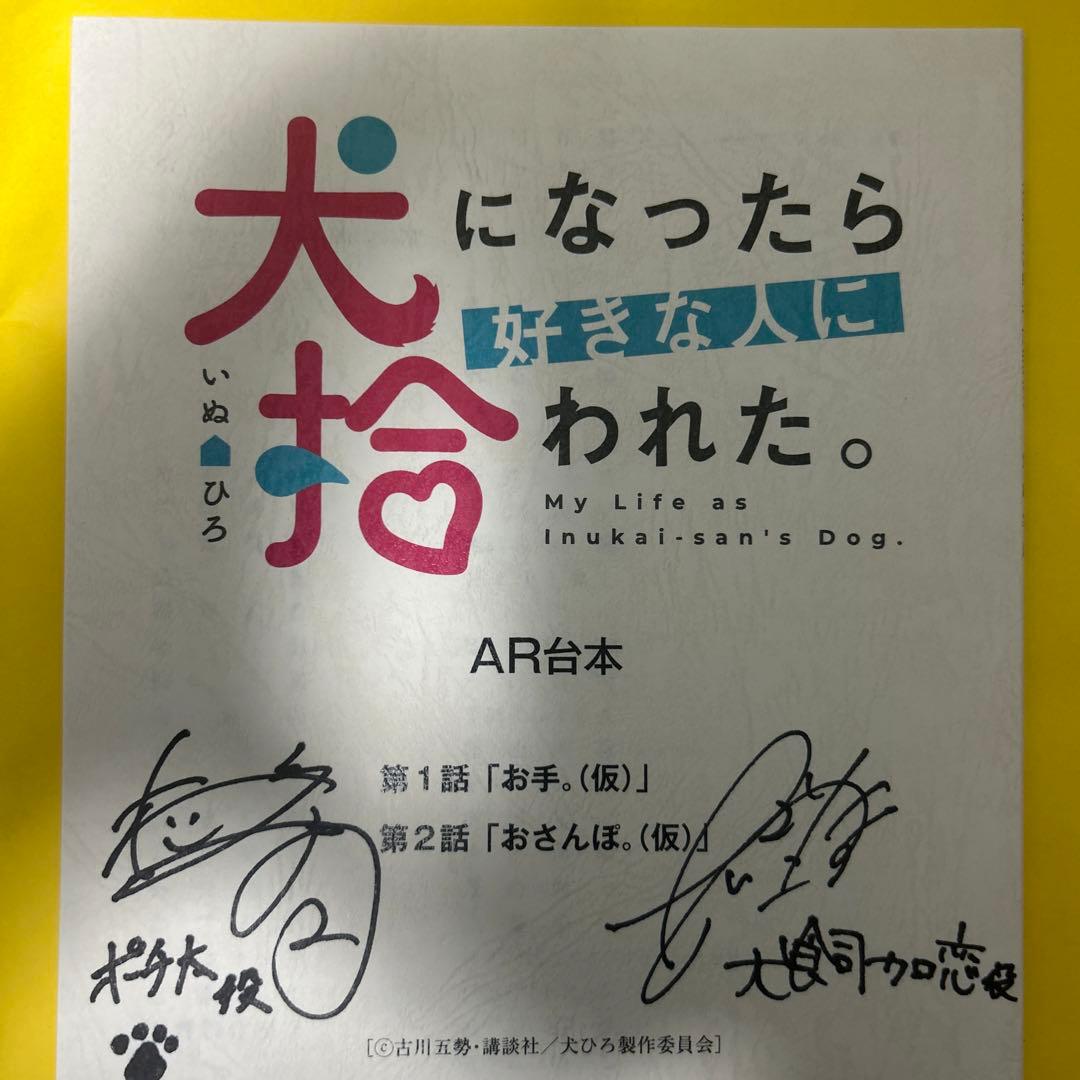 犬になったら
好きな人に
拾われた。
いぬひろ
My Life as
Inukai-san's Dog.
AR台本
第1話「お手。(仮)」
第2話「おさんぽ。(仮)」
ポチ太役
犬飼カロ恋役
[©古川五勢・講談社／犬ひろ製作委員会]